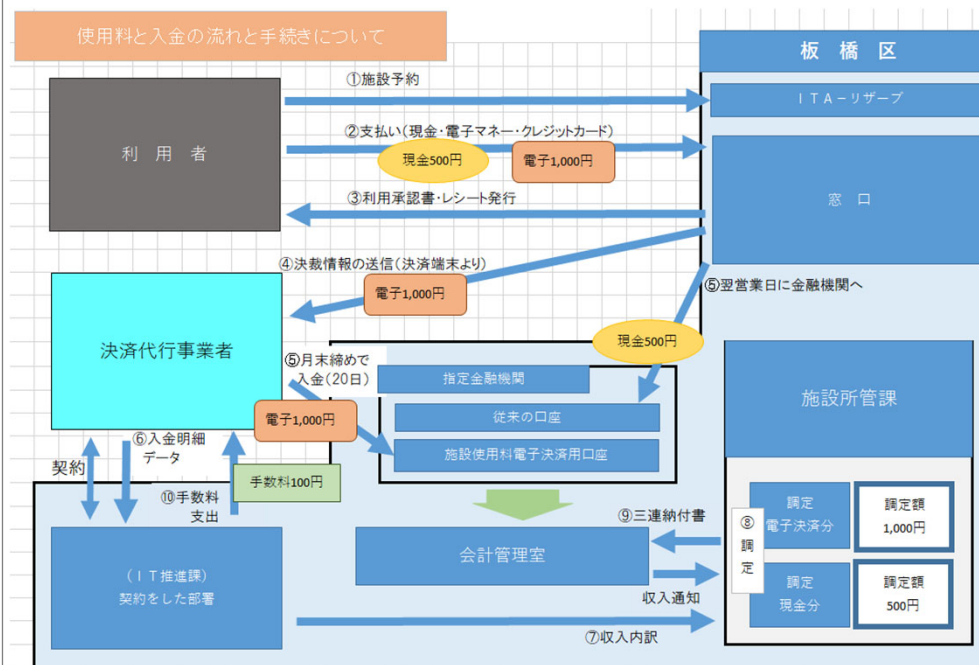 使用料と入金の流れと手続きについて
板 橋 区
①施設予約
ITA－リザーブ
利 用 者
②支払い（現金・電子マネー・クレジットカード）
現金500円
電子1,000円
窓 口
③利用承認書・レシート発行
④決裁情報の送信（決済端末より）
電子1,000円
⑤翌営業日に金融機関へ
現金500円
決済代行事業者
⑤月末締めで
入金（20日）
電子1,000円
指定金融機関
従来の口座
施設使用料電子決済用口座
施設所管課
契約
⑥入金明細
データ
⑩手数料
支出
手数料100円
⑨三連納付書
会計管理室
収入通知
⑧
調
定
調定
電子決済分
調定額
1,000円
調定
現金分
調定額
500円
（IT推進課）
契約をした部署
⑦収入内訳